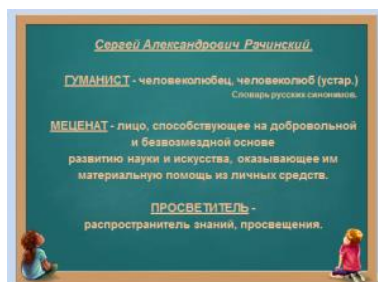 Сергей Александрович Рачинский.
ГУМАНИСТ - человеколюбец, человеколюб (устар.)
Словарь русских синонимов.
МЕЦЕНАТ - лицо, способствующее на добровольной
и безвозмездной основе
развитию науки и искусства, оказывающее им
материальную помощь из личных средств.
ПРОСВЕТИТЕЛЬ -
распространитель знаний, просвещения.